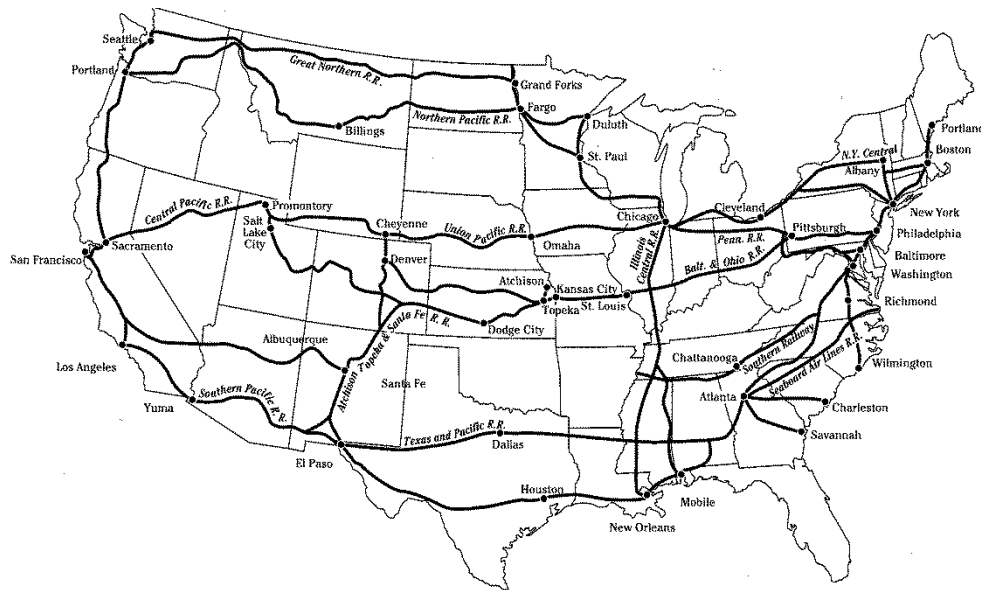 Seattle
Portland
Great Northern R.R.
Grand Forks
Fargo
Northern Pacific R.R.
Billings
Duluth
St. Paul
Portland
Boston
N.Y. Central
Albany
New York
Cleveland
Chicago
Pittsburgh
Philadelphia
Penn. R.R.
Baltimore
Washington
Balt. & Ohio R.R.
Illinois
Central R.R.
Central Pacific R.R.
Promontory
Salt
Lake
City
Cheyenne
Union Pacific R.R.
Omaha
Denver
Sacramento
San Francisco
Atchison
Kansas City
Topeka
St. Louis
Richmond
Dodge City
Atchison Topeka & Santa Fe R. R.
Albuquerque
Santa Fe
Los Angeles
Yuma
Southern Pacific R. R.
Chattanooga
Southern Railway
Seaboard Air Lines R.R.
Wilmington
Atlanta
Charleston
Savannah
Texas and Pacific R.R.
Dallas
El Paso
Houston
Mobile
New Orleans